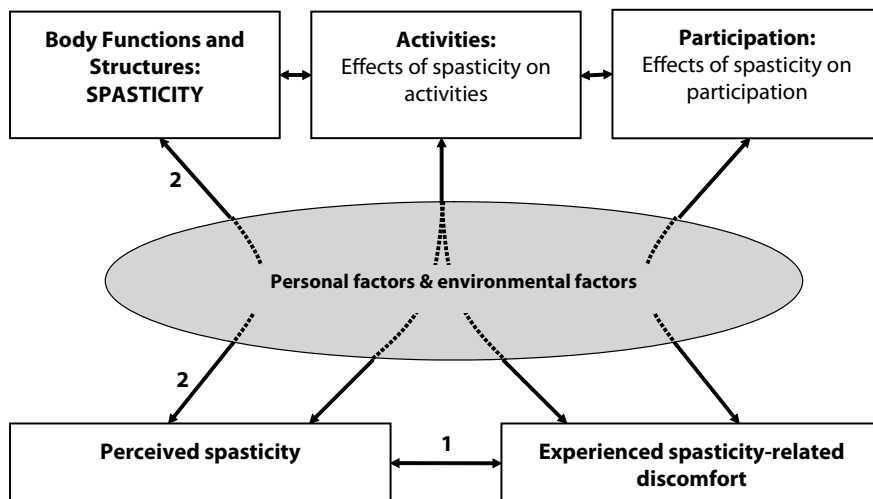 Body Functions and
Structures:
SPASTICITY
Activities:
Effects of spasticity on
activities
Participation:
Effects of spasticity on
participation
2
Personal factors & environmental factors
2
Perceived spasticity
1
Experienced spasticity-related
discomfort